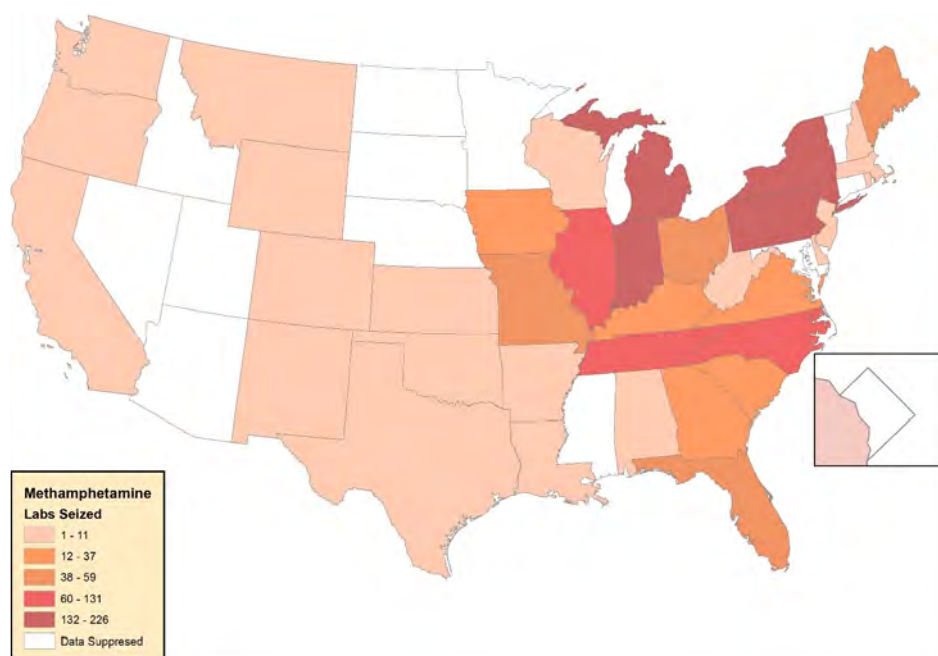 Methamphetamine
Labs Seized
1 - 11
12 - 37
38 - 59
60 - 131
132 - 226
Data Suppresed